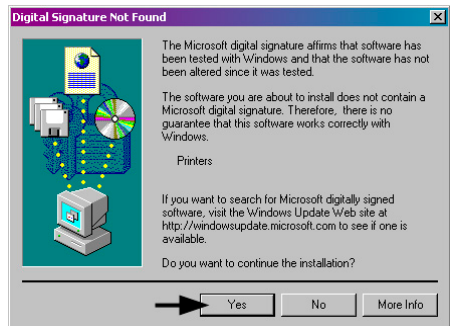 Digital Signature Not Found
The Microsoft digital signature affirms that software has
been tested with Windows and that the software has not
been altered since it was tested.
The software you are about to install does not contain a
Microsoft digital signature. Therefore, there is no
guarantee that this software works correctly with
Windows.
Printers
If you want to search for Microsoft digitally signed
software, visit the Windows Update Web site at
http://windowsupdate.microsoft.com to see if one is
available.
Do you want to continue the installation?
Yes
No
More Info